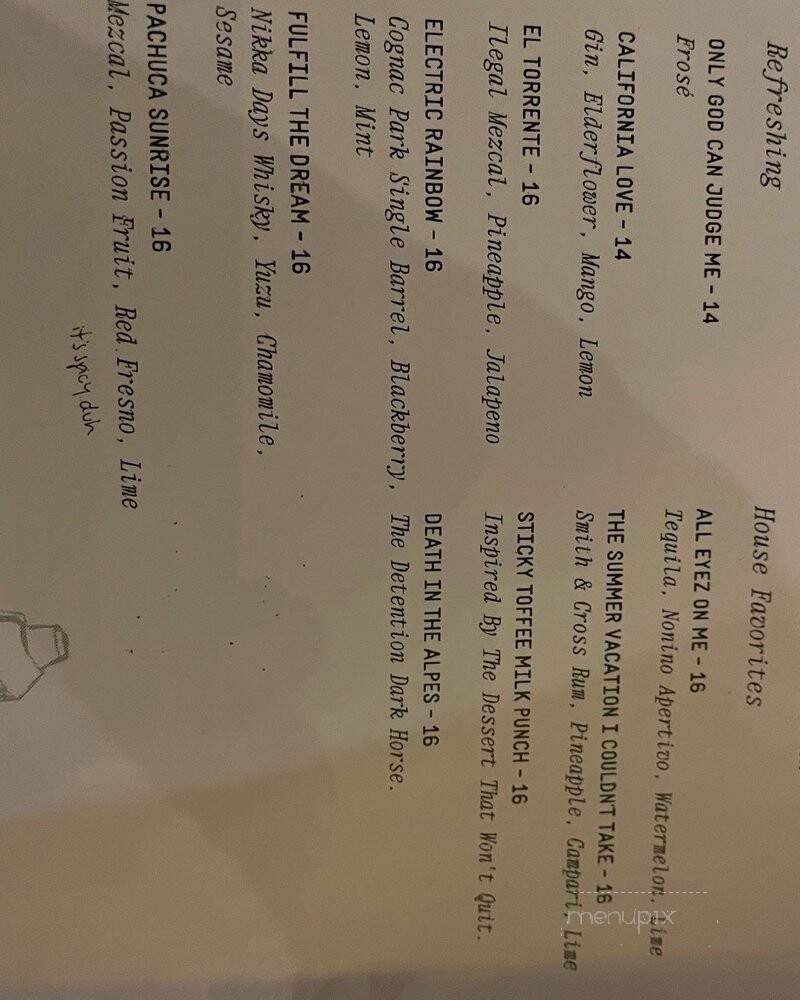 Refreshing
ONLY GOD CAN JUDGE ME - 14
Frosé
CALIFORNIA LOVE - 14
Gin, Elderflower, Mango, Lemon
EL TORRENTE - 16
Ilegal Mezcal, Pineapple, Jalapeno
ELECTRIC RAINBOW - 16
Cognac Park Single Barrel, Blackberry,
Lemon, Mint
FULFILL THE DREAM - 16
Nikka Days Whisky, Yuzu, Chamomile,
Sesame
PACHUCA SUNRISE - 16
Mezcal, Passion Fruit, Red Fresno, Lime
it's spicy duh
House Favorites
ALL EYEZ ON ME - 16
Tequila, Nonino Apertivo, Watermelon, Lime
THE SUMMER VACATION I COULDN'T TAKE - 16
Smith & Cross Rum, Pineapple, Campari, Lime
STICKY TOFFEE MILK PUNCH - 16
Inspired By The Dessert That Won't Quit.
DEATH IN THE ALPES - 16
The Detention Dark Horse.
menupix